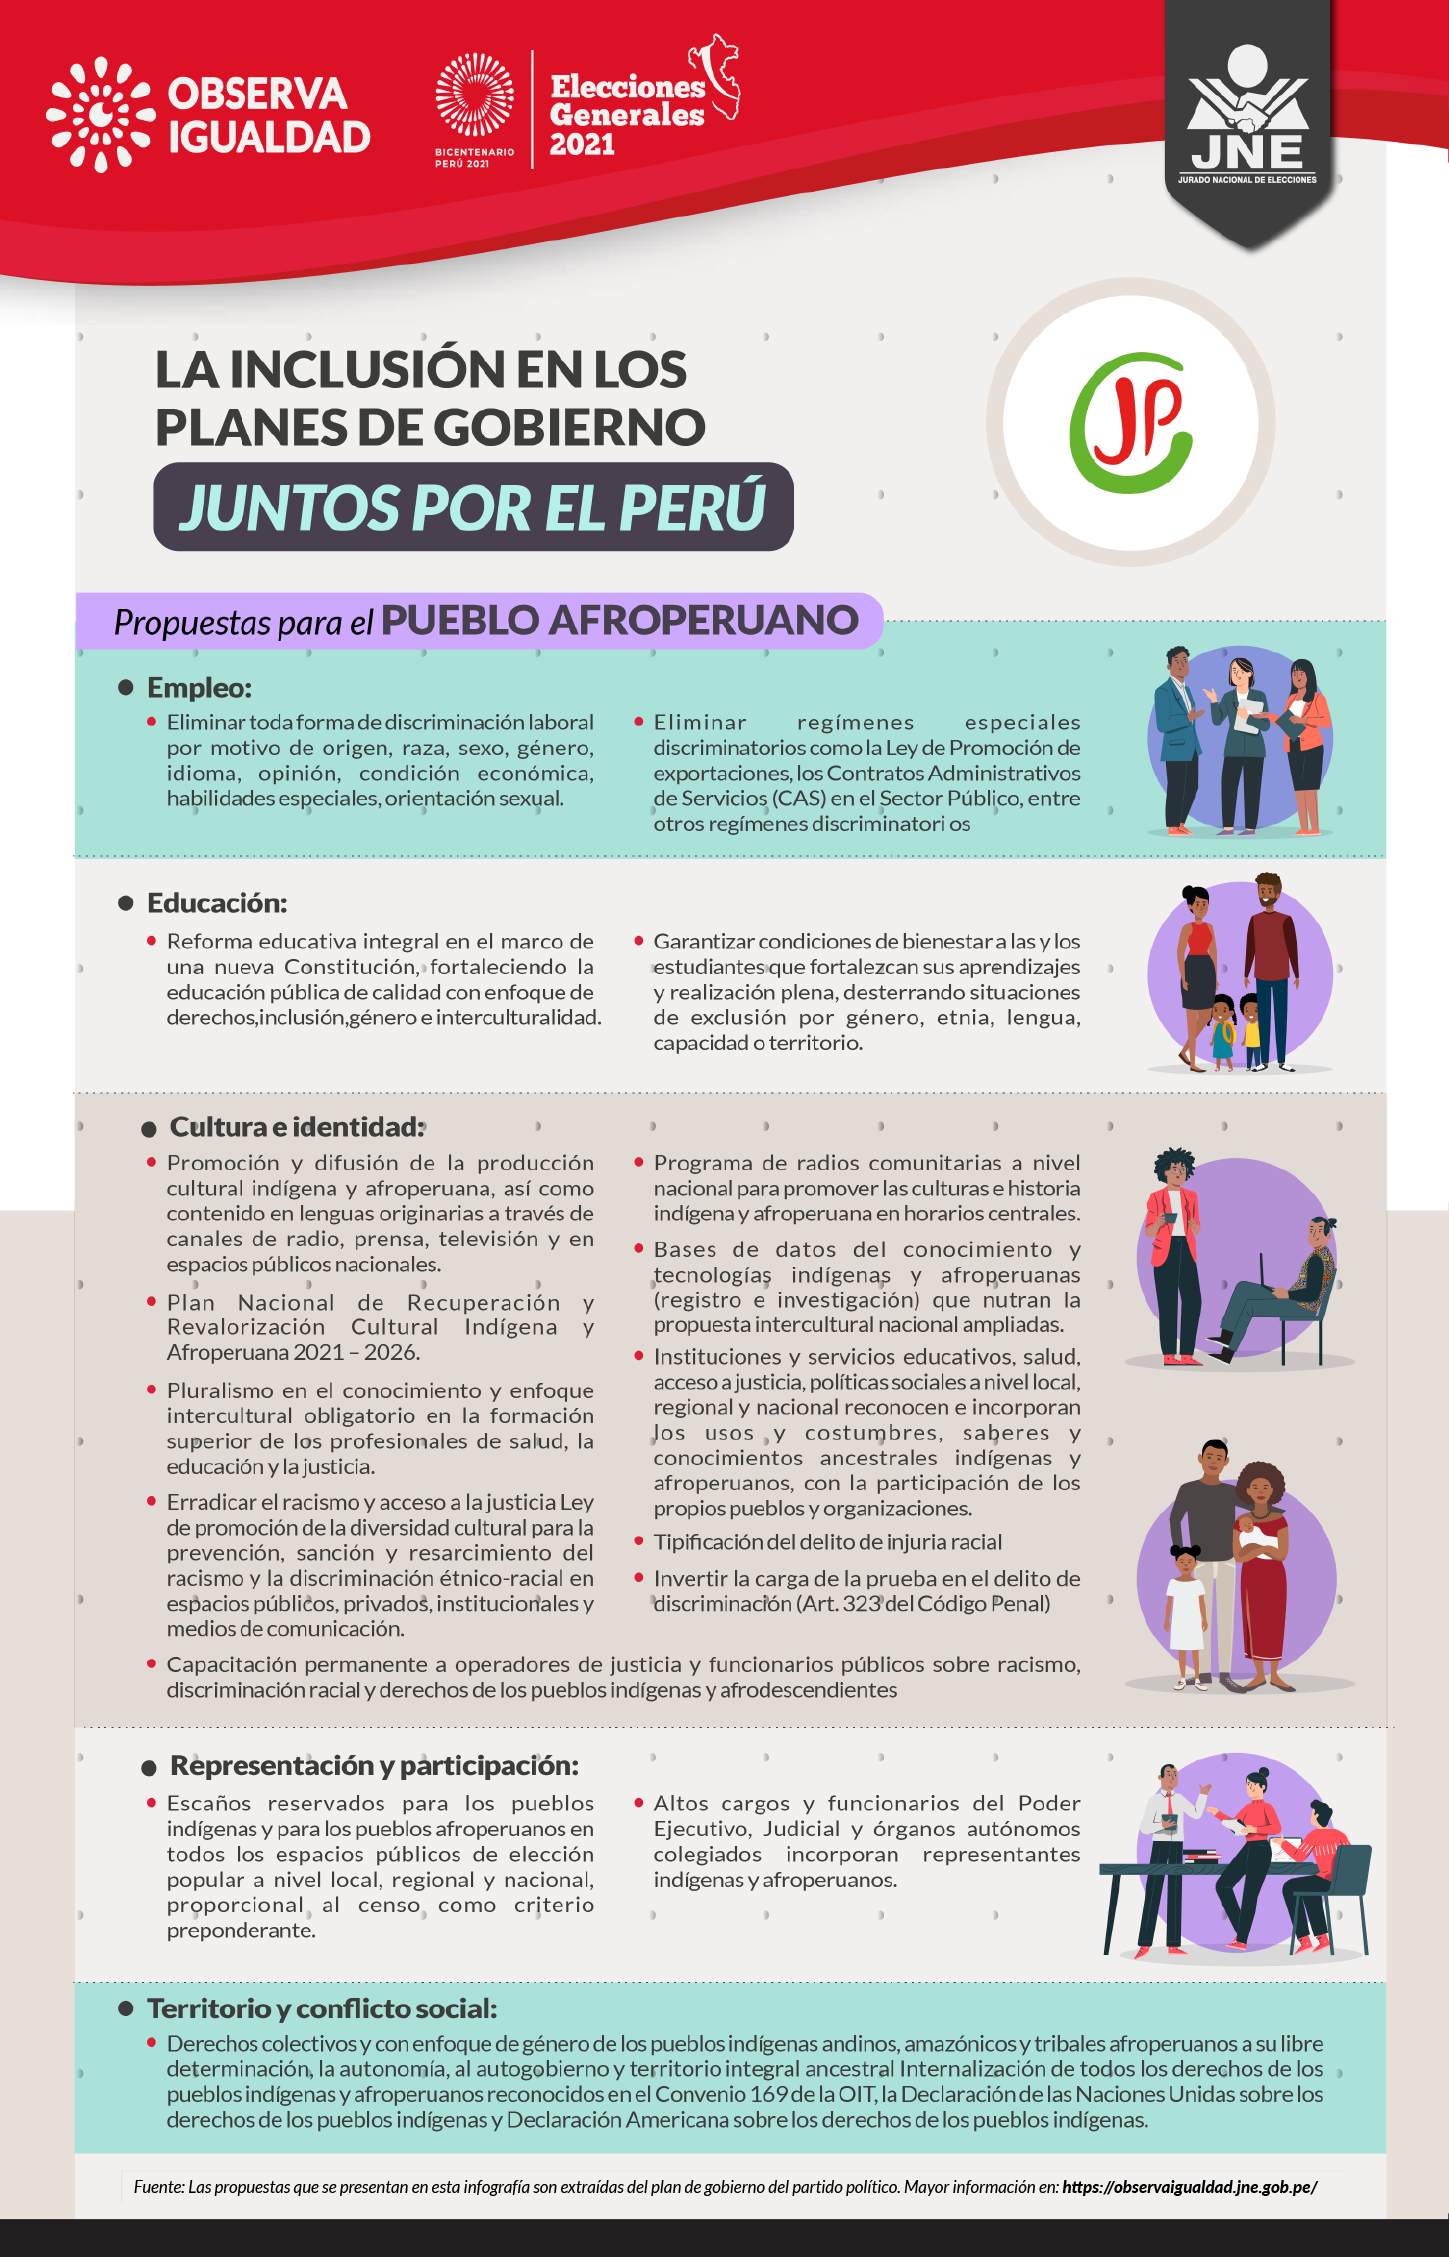 OBSERVA
IGUALDAD
BICENTENARIO
PERÚ 2021
Elecciones
Generales
2021
JNE
JURADO NACIONAL DE ELECCIONES
LA INCLUSIÓN EN LOS
PLANES DE GOBIERNO
JUNTOS POR EL PERÚ
JP
Propuestas para el PUEBLO AFROPERUANO
Empleo:
Eliminar toda forma de discriminación laboral
por motivo de origen, raza, sexo, género,
idioma, opinión, condición económica,
habilidades especiales, orientación sexual.
Eliminar regímenes especiales
discriminatorios como la Ley de Promoción de
exportaciones, los Contratos Administrativos
de Servicios (CAS) en el Sector Público, entre
otros regímenes discriminatori os
Educación:
Reforma educativa integral en el marco de
una nueva Constitución, fortaleciendo la
educación pública de calidad con enfoque de
derechos,inclusión,género e interculturalidad.
Garantizar condiciones de bienestar a las y los
estudiantes que fortalezcan sus aprendizajes
y realización plena, desterrando situaciones
de exclusión por género, etnia, lengua,
capacidad o territorio.
Cultura e identidad:
Promoción y difusión de la producción
cultural indígena y afroperuana, así como
contenido en lenguas originarias a través de
canales de radio, prensa, televisión y en
espacios públicos nacionales.
Plan Nacional de Recuperación y
Revalorización Cultural Indígena y
Afroperuana 2021 – 2026.
Pluralismo en el conocimiento y enfoque
intercultural obligatorio en la formación
superior de los profesionales de salud, la
educación y la justicia.
Erradicar el racismo y acceso a la justicia Ley
de promoción de la diversidad cultural para la
prevención, sanción y resarcimiento del
racismo y la discriminación étnico-racial en
espacios públicos, privados, institucionales y
medios de comunicación.
Programa de radios comunitarias a nivel
nacional para promover las culturas e historia
indígena y afroperuana en horarios centrales.
Bases de datos del conocimiento y
tecnologías indígenas y afroperuanas
(registro e investigación) que nutran la
propuesta intercultural nacional ampliadas.
Instituciones y servicios educativos, salud,
acceso a justicia, políticas sociales a nivel local,
regional y nacional reconocen e incorporan
los usos y costumbres, saberes y
conocimientos ancestrales indígenas y
afroperuanos, con la participación de los
propios pueblos y organizaciones.
Tipificación del delito de injuria racial
Invertir la carga de la prueba en el delito de
discriminación (Art. 323 del Código Penal)
Capacitación permanente a operadores de justicia y funcionarios públicos sobre racismo,
discriminación racial y derechos de los pueblos indígenas y afrodescendientes
Representación y participación:
Escaños reservados para los pueblos
indígenas y para los pueblos afroperuanos en
todos los espacios públicos de elección
popular a nivel local, regional y nacional,
proporcional al censo como criterio
preponderante.
Altos cargos y funcionarios del Poder
Ejecutivo, Judicial y órganos autónomos
colegiados incorporan representantes
indígenas y afroperuanos.
Territorio y conflicto social:
Derechos colectivos y con enfoque de género de los pueblos indígenas andinos, amazónicos y tribales afroperuanos a su libre
determinación, la autonomía, al autogobierno y territorio integral ancestral Internalización de todos los derechos de los
pueblos indígenas y afroperuanos reconocidos en el Convenio 169 de la OIT, la Declaración de las Naciones Unidas sobre los
derechos de los pueblos indígenas y Declaración Americana sobre los derechos de los pueblos indígenas.
Fuente: Las propuestas que se presentan en esta infografía son extraídas del plan de gobierno del partido político. Mayor información en: https://observaigualdad.jne.gob.pe/